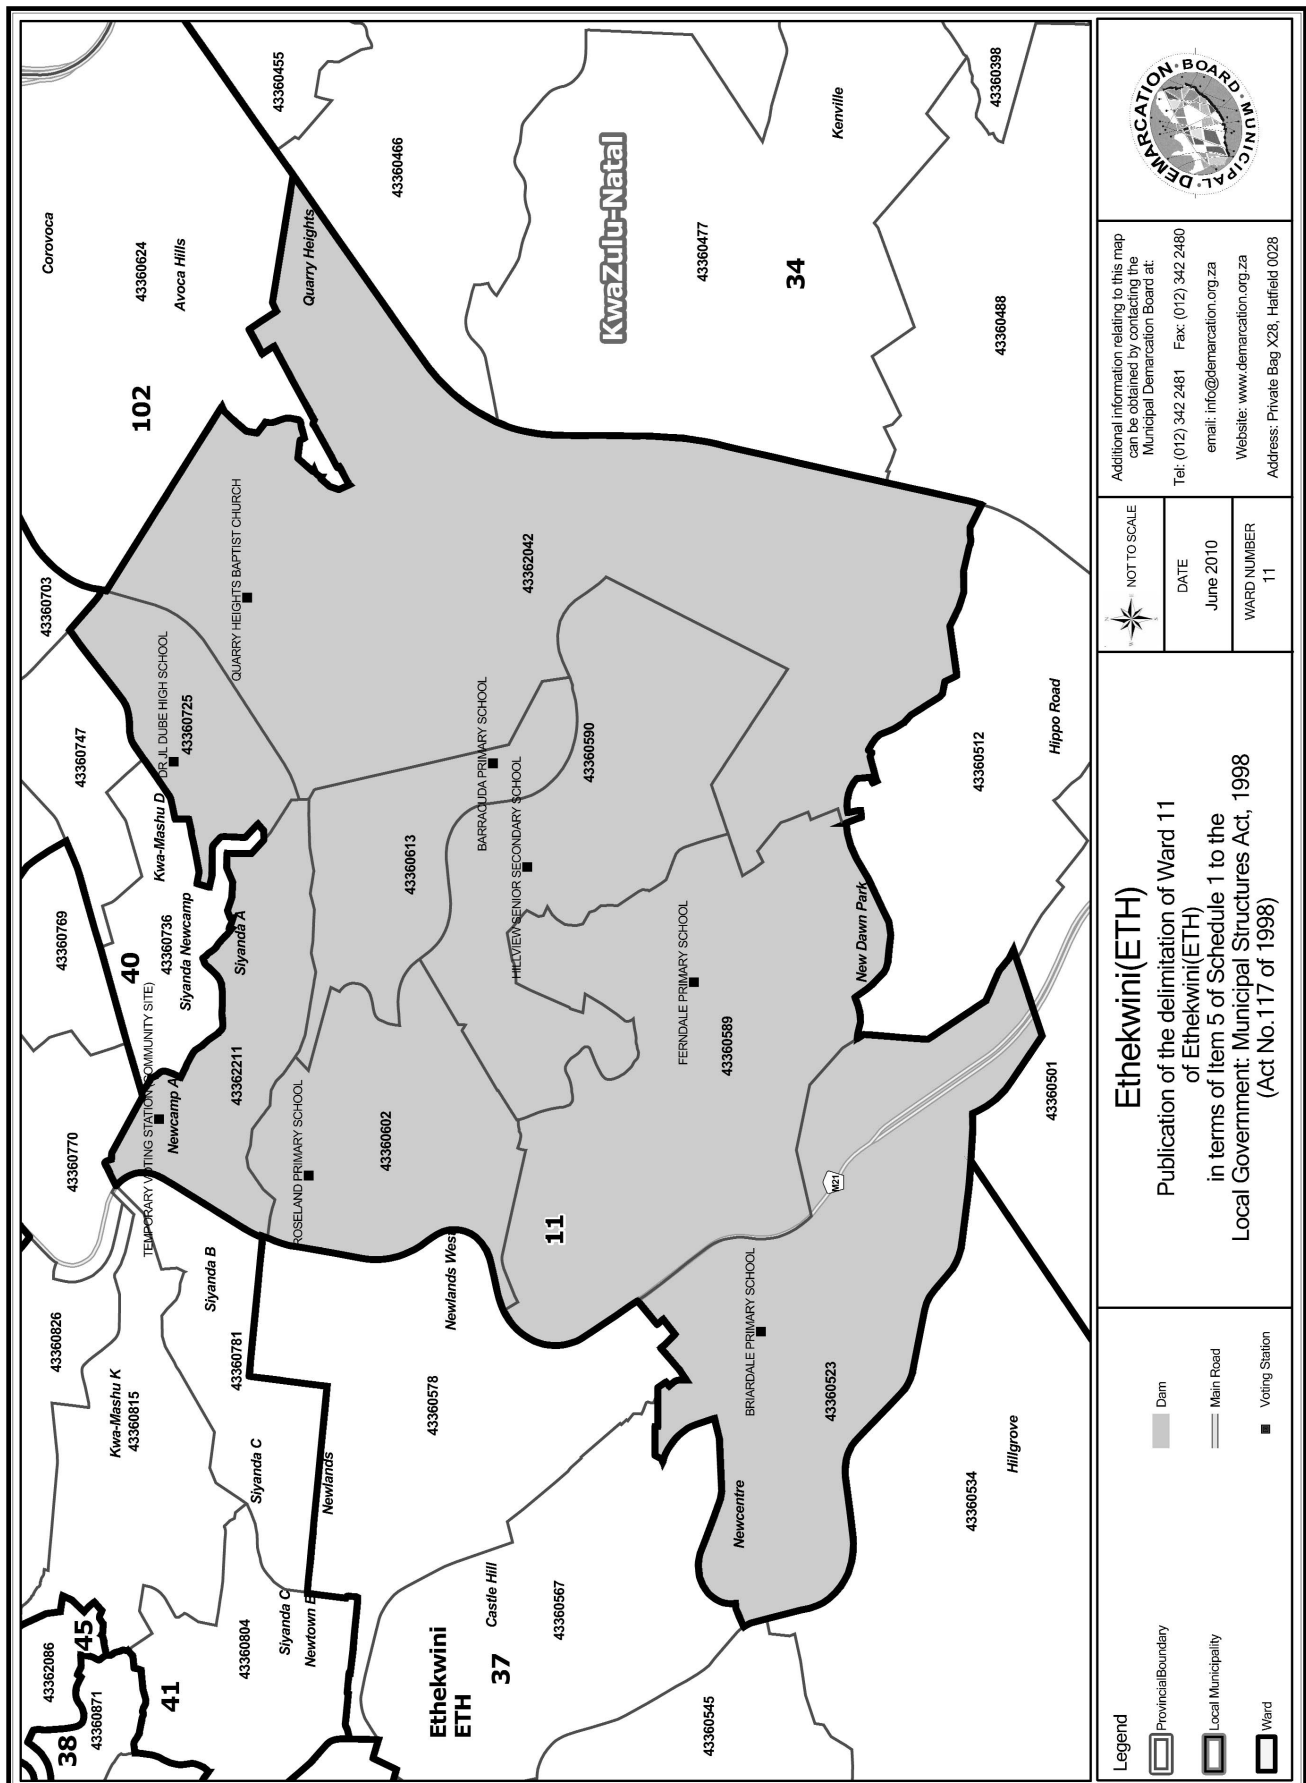 Corovoca
43360624
Avoca Hills
102
43360455
43360466
Quarry Heights
KwaZulu-Natal
Kenville
43360398
43360477
34
43360488
43360703
QUARRY HEIGHTS BAPTIST CHURCH
43362042
DR JL DUBE HIGH SCHOOL
43360725
43360747
Kwa-Mashu D
BARRACUDA PRIMARY SCHOOL
43360590
43360613
HILLVIEW SENIOR SECONDARY SCHOOL
43360512
Hippo Road
43360769
40
43360736
Siyanda Newcamp
Siyanda A
FERNDALE PRIMARY SCHOOL
43360589
New Dawn Park
43360770
TEMPORARY VOTING STATION (COMMUNITY SITE)
Newcamp A
43362211
ROSELAND PRIMARY SCHOOL
43360602
11
M21
43360501
43360826
Kwa-Mashu K
43360815
Siyanda B
43360781
Newlands West
43360578
BRIARDALE PRIMARY SCHOOL
43360523
Siyanda C
Newlands
Newcentre
43360534
Hillgrove
43362086
45
38
43360871
41
43360804
Siyanda C
Newtown B
Ethekwini
ETH
37
Castle Hill
43360567
43360545
Legend
ProvincialBoundary
Local Municipality
Ward
Dam
Main Road
Voting Station
Ethekwini(ETH)
Publication of the delimitation of Ward 11
of Ethekwini(ETH)
in terms of Item 5 of Schedule 1 to the
Local Government: Municipal Structures Act, 1998
(Act No.117 of 1998)
N
E
S
W
NOT TO SCALE
DATE
June 2010
WARD NUMBER
11
Additional information relating to this map
can be obtained by contacting the
Municipal Demarcation Board at:
Tel: (012) 342 2481 Fax: (012) 342 2480
email: info@demarcation.org.za
Website: www.demarcation.org.za
Address: Private Bag X28, Hatfield 0028
MUNICIPAL · DEMARCATION · BOARD